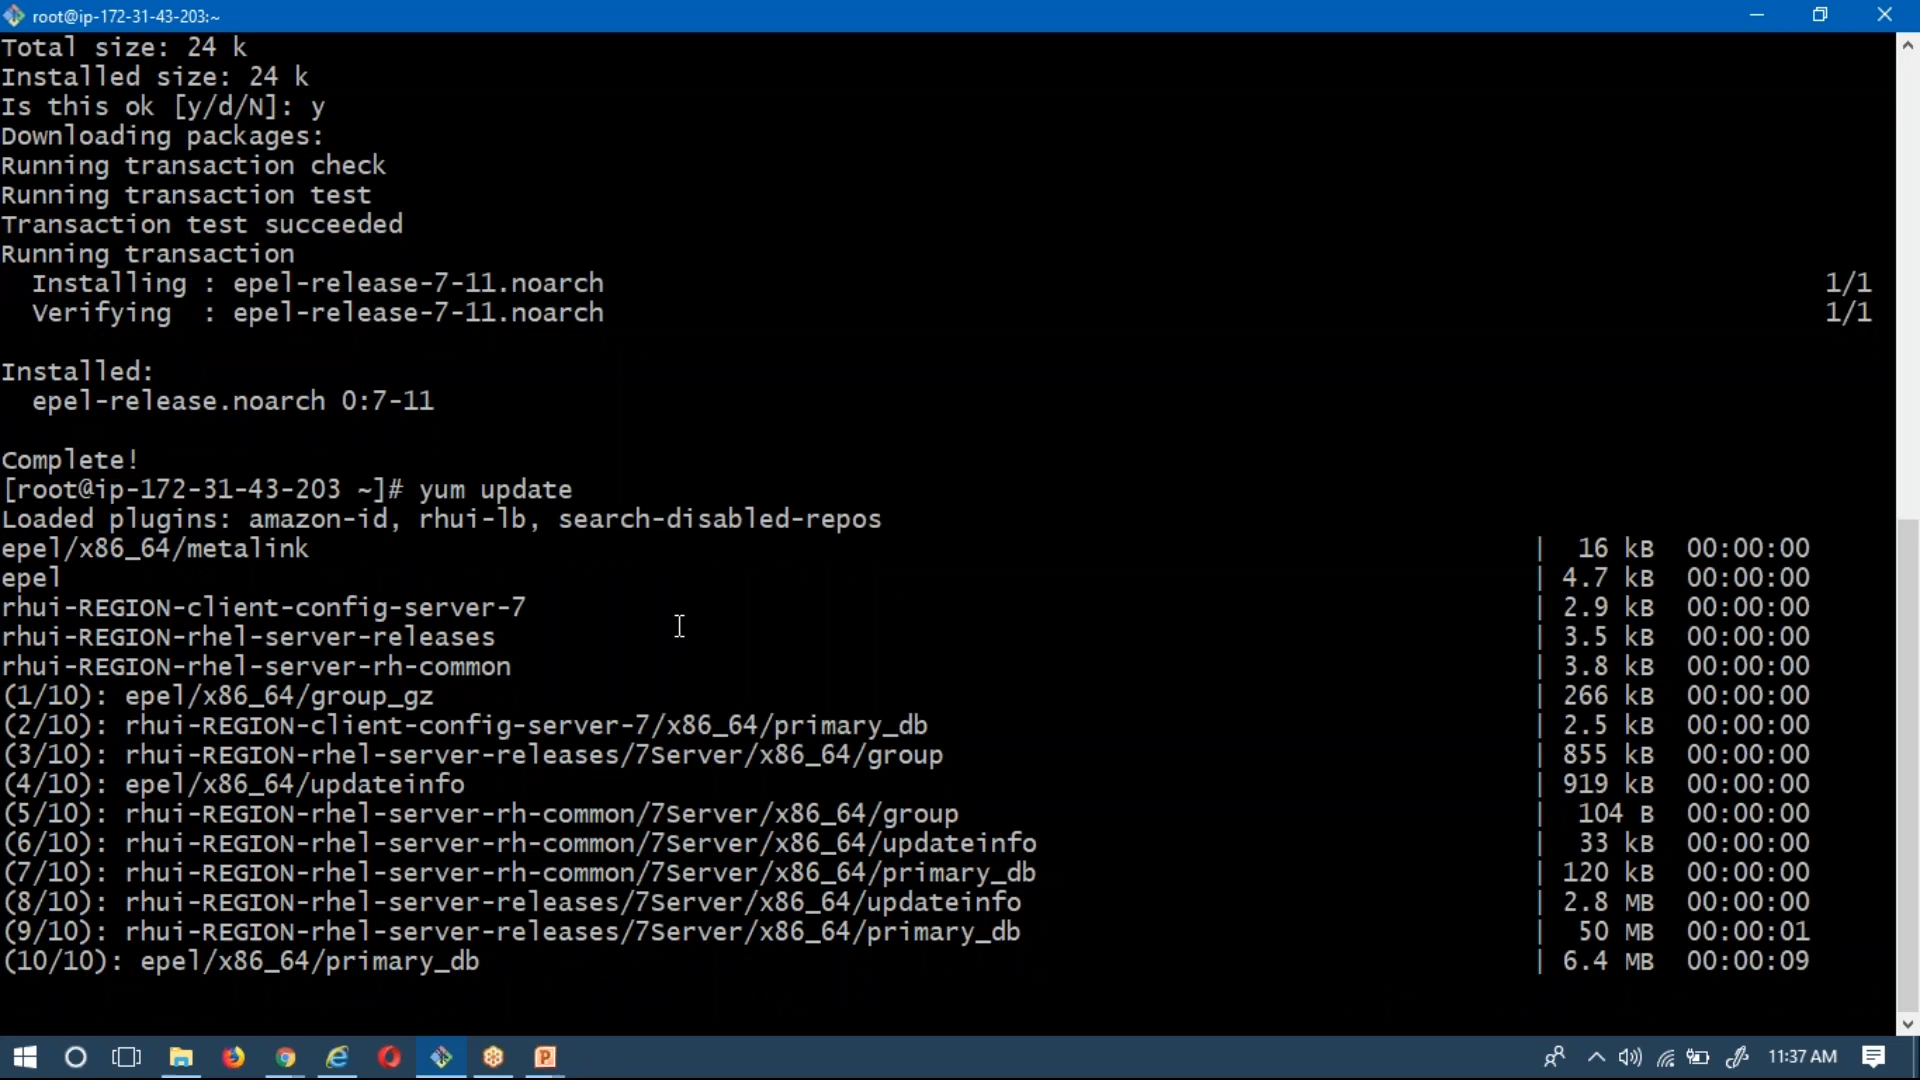 root@ip-172-31-43-203:~
Total size: 24 k
Installed size: 24 k
Is this ok [y/d/N]: y
Downloading packages:
Running transaction check
Running transaction test
Transaction test succeeded
Running transaction
  Installing : epel-release-7-11.noarch 1/1
  Verifying  : epel-release-7-11.noarch 1/1
Installed:
  epel-release.noarch 0:7-11
Complete!
[root@ip-172-31-43-203 ~]# yum update
Loaded plugins: amazon-id, rhui-lb, search-disabled-repos
epel/x86_64/metalink | 16 kB 00:00:00
epel | 4.7 kB 00:00:00
rhui-REGION-client-config-server-7 | 2.9 kB 00:00:00
rhui-REGION-rhel-server-releases | 3.5 kB 00:00:00
rhui-REGION-rhel-server-rh-common | 3.8 kB 00:00:00
(1/10): epel/x86_64/group_gz | 266 kB 00:00:00
(2/10): rhui-REGION-client-config-server-7/x86_64/primary_db | 2.5 kB 00:00:00
(3/10): rhui-REGION-rhel-server-releases/7Server/x86_64/group | 855 kB 00:00:00
(4/10): epel/x86_64/updateinfo | 919 kB 00:00:00
(5/10): rhui-REGION-rhel-server-rh-common/7Server/x86_64/group | 104 B 00:00:00
(6/10): rhui-REGION-rhel-server-rh-common/7Server/x86_64/updateinfo | 33 kB 00:00:00
(7/10): rhui-REGION-rhel-server-rh-common/7Server/x86_64/primary_db | 120 kB 00:00:00
(8/10): rhui-REGION-rhel-server-releases/7Server/x86_64/updateinfo | 2.8 MB 00:00:00
(9/10): rhui-REGION-rhel-server-releases/7Server/x86_64/primary_db | 50 MB 00:00:01
(10/10): epel/x86_64/primary_db | 6.4 MB 00:00:09
11:37 AM